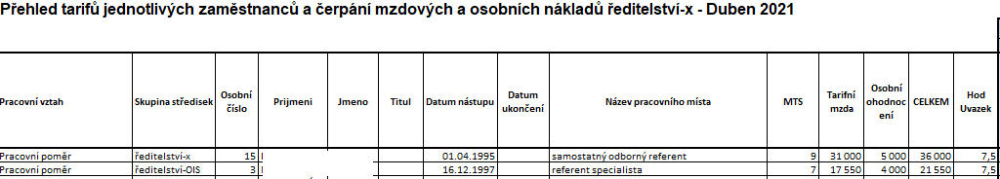 Přehled tarifů jednotlivých zaměstnanců a čerpání mzdových a osobních nákladů ředitelství-x - Duben 2021
Pracovní vztah Skupina středisek Osobní číslo Prijmeni Jmeno Titul Datum nástupu Datum ukončení Název pracovního místa MTS Tarifní mzda Osobní ohodnoc ení CELKEM Hod Uvazek
Pracovní poměr ředitelství-x 15 01.04.1995 samostatný odborný referent 9 31 000 5 000 36 000 7,5
Pracovní poměr ředitelství-OIS 3 16.12.1997 referent specialista 7 17 550 4 000 21 550 7,5